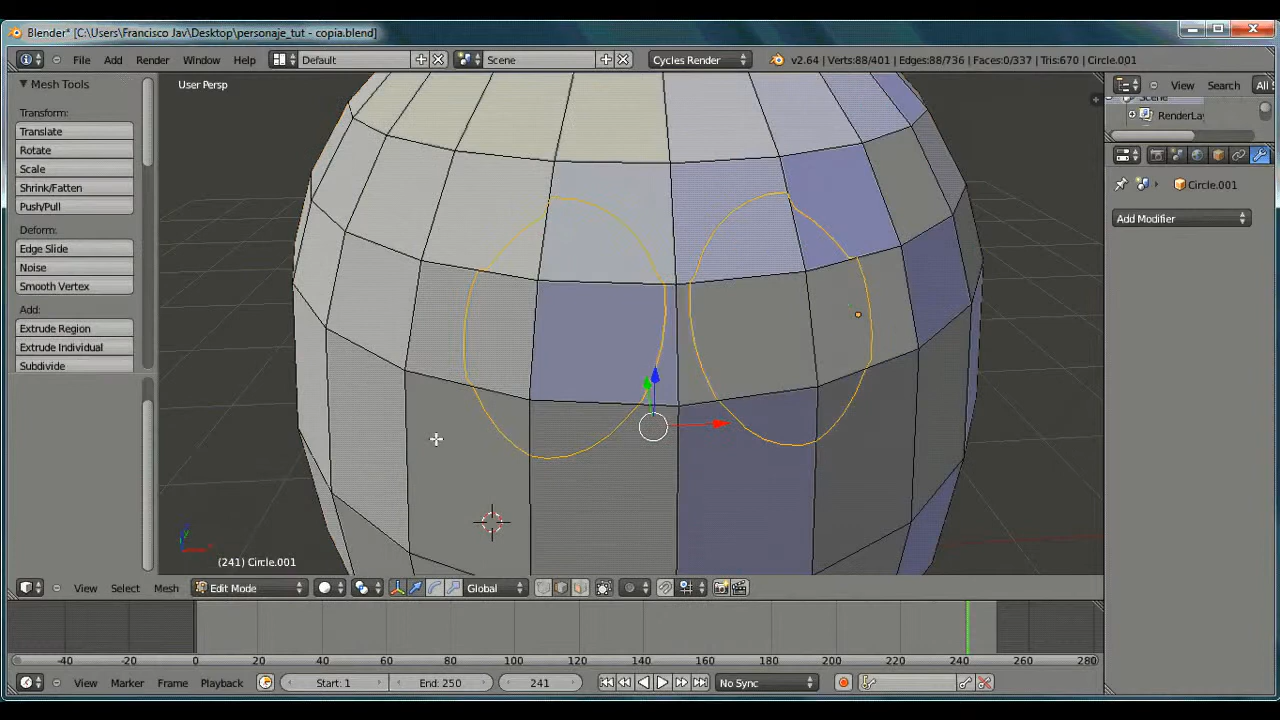 Blender* [C:\Users\Francisco Jav\Desktop\personaje_tut - copia.blend]
File Add Render Window Help Default Scene Cycles Render v2.64 | Verts:88/401 | Edges:88/736 | Faces:0/337 | Tris:670 | Circle.001
Mesh Tools
Transform:
Translate
Rotate
Scale
Shrink/Fatten
Push/Pull
Deform:
Edge Slide
Noise
Smooth Vertex
Add:
Extrude Region
Extrude Individual
Subdivide
User Persp
(241) Circle.001
View Select Mesh Edit Mode Global
View Search All S
Scene
RenderLay
Circle.001
Add Modifier
-40 -20 0 20 40 60 80 100 120 140 160 180 200 220 240 260 280
View Marker Frame Playback Start: 1 End: 250 241 No Sync